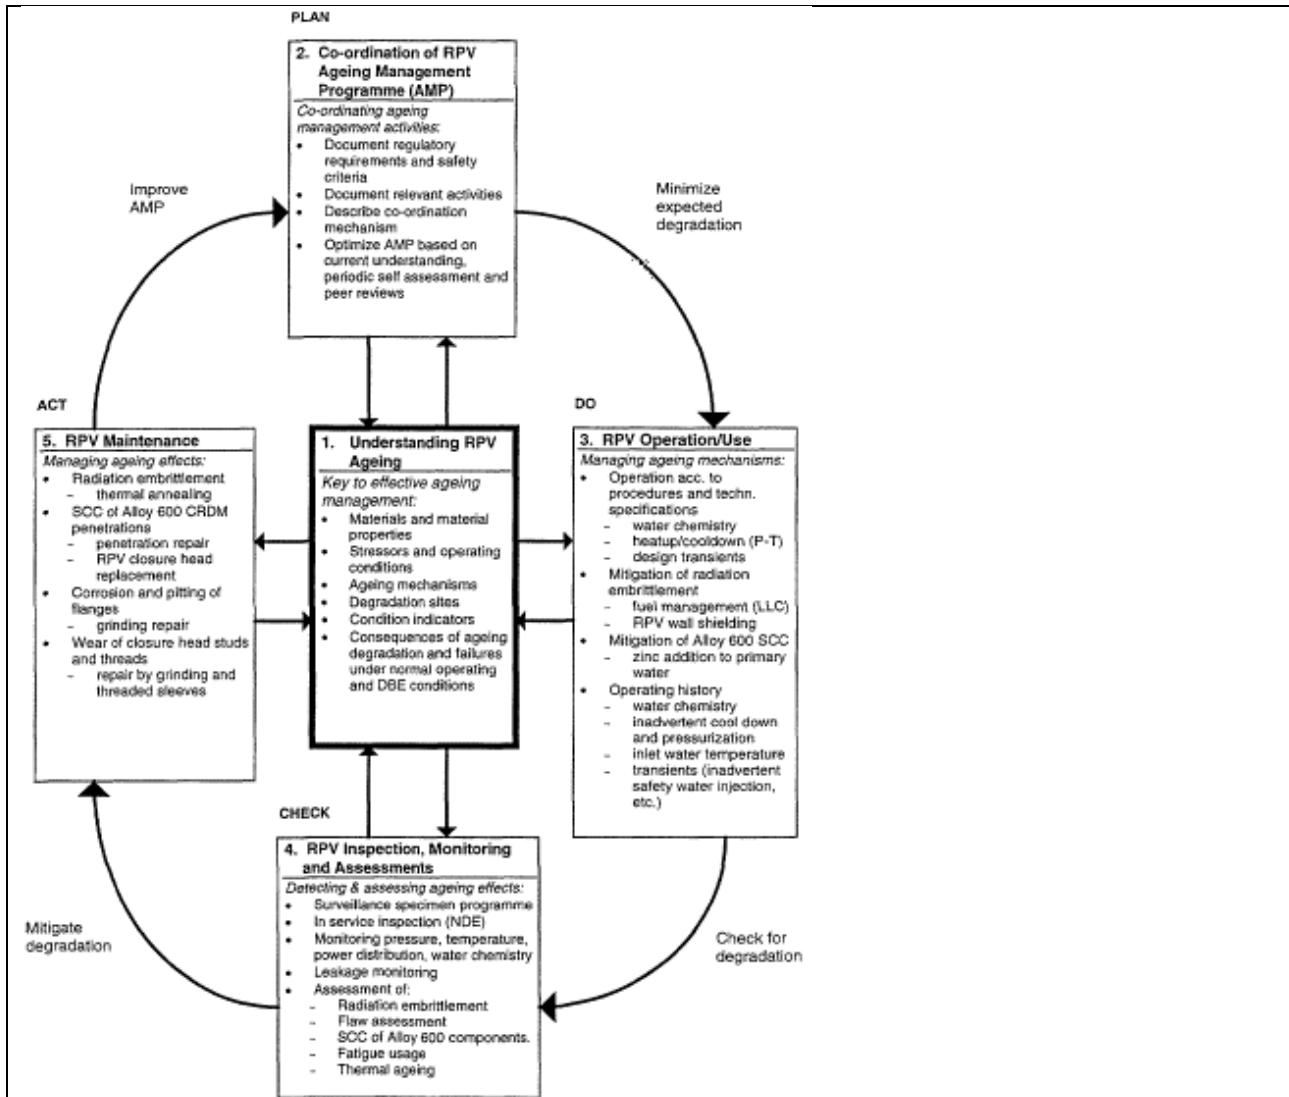 PLAN
2. Co-ordination of RPV
Ageing Management
Programme (AMP)
Co-ordinating ageing
management activities:
• Document regulatory
requirements and safety
criteria
• Document relevant activities
• Describe co-ordination
mechanism
• Optimize AMP based on
current understanding,
periodic self assessment and
peer reviews
Improve
AMP
Minimize
expected
degradation
ACT
5. RPV Maintenance
Managing ageing effects:
• Radiation embrittlement
– thermal annealing
• SCC of Alloy 600 CRDM
penetrations
– penetration repair
– RPV closure head
replacement
• Corrosion and pitting of
flanges
– grinding repair
• Wear of closure head studs
and threads
– repair by grinding and
threaded sleeves
1. Understanding RPV
Ageing
Key to effective ageing
management:
• Materials and material
properties
• Stressors and operating
conditions
• Ageing mechanisms
• Degradation sites
• Condition indicators
• Consequences of ageing
degradation and failures
under normal operating
and DBE conditions
DO
3. RPV Operation/Use
Managing ageing mechanisms:
• Operation acc. to
procedures and techn.
specifications
– water chemistry
– heatup/cooldown (P-T)
– design transients
• Mitigation of radiation
embrittlement
– fuel management (LLC)
– RPV wall shielding
• Mitigation of Alloy 600 SCC
– zinc addition to primary
water
• Operating history
– water chemistry
– inadvertent cool down
and pressurization
– inlet water temperature
– transients (inadvertent
safety water injection,
etc.)
CHECK
4. RPV Inspection, Monitoring
and Assessments
Detecting & assessing ageing effects:
• Surveillance specimen programme
• In service inspection (NDE)
• Monitoring pressure, temperature,
power distribution, water chemistry
• Leakage monitoring
• Assessment of:
– Radiation embrittlement
– Flaw assessment
– SCC of Alloy 600 components.
– Fatigue usage
– Thermal ageing
Mitigate
degradation
Check for
degradation